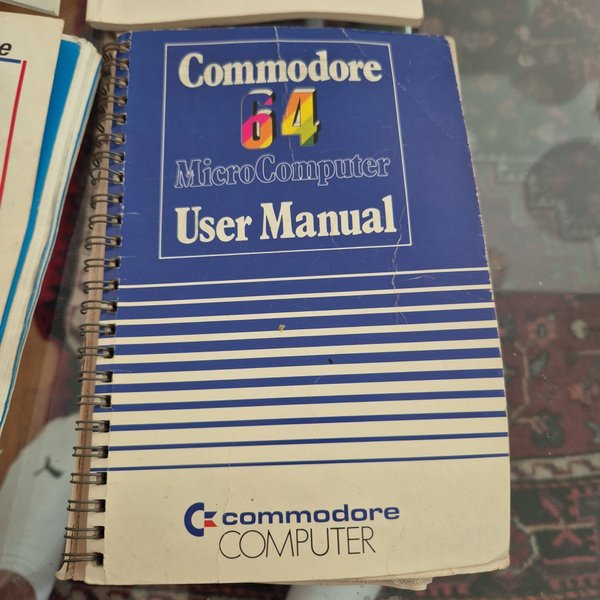 Commodore
64
MicroComputer
User Manual
commodore
COMPUTER
e